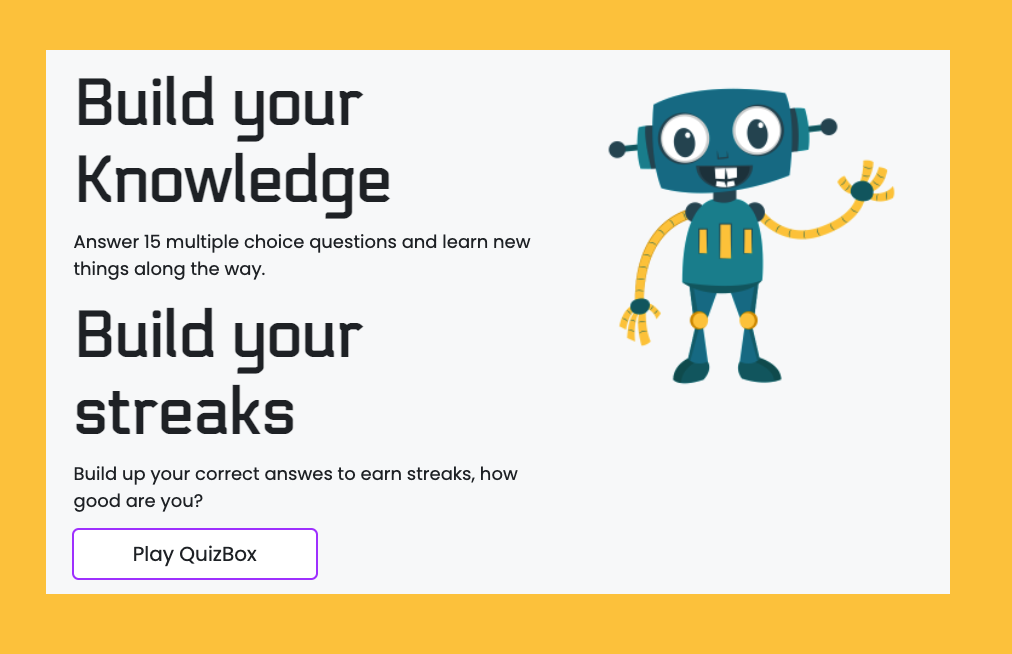 Build your
Knowledge
Answer 15 multiple choice questions and learn new
things along the way.
Build your
streaks
Build up your correct answes to earn streaks, how
good are you?
Play QuizBox